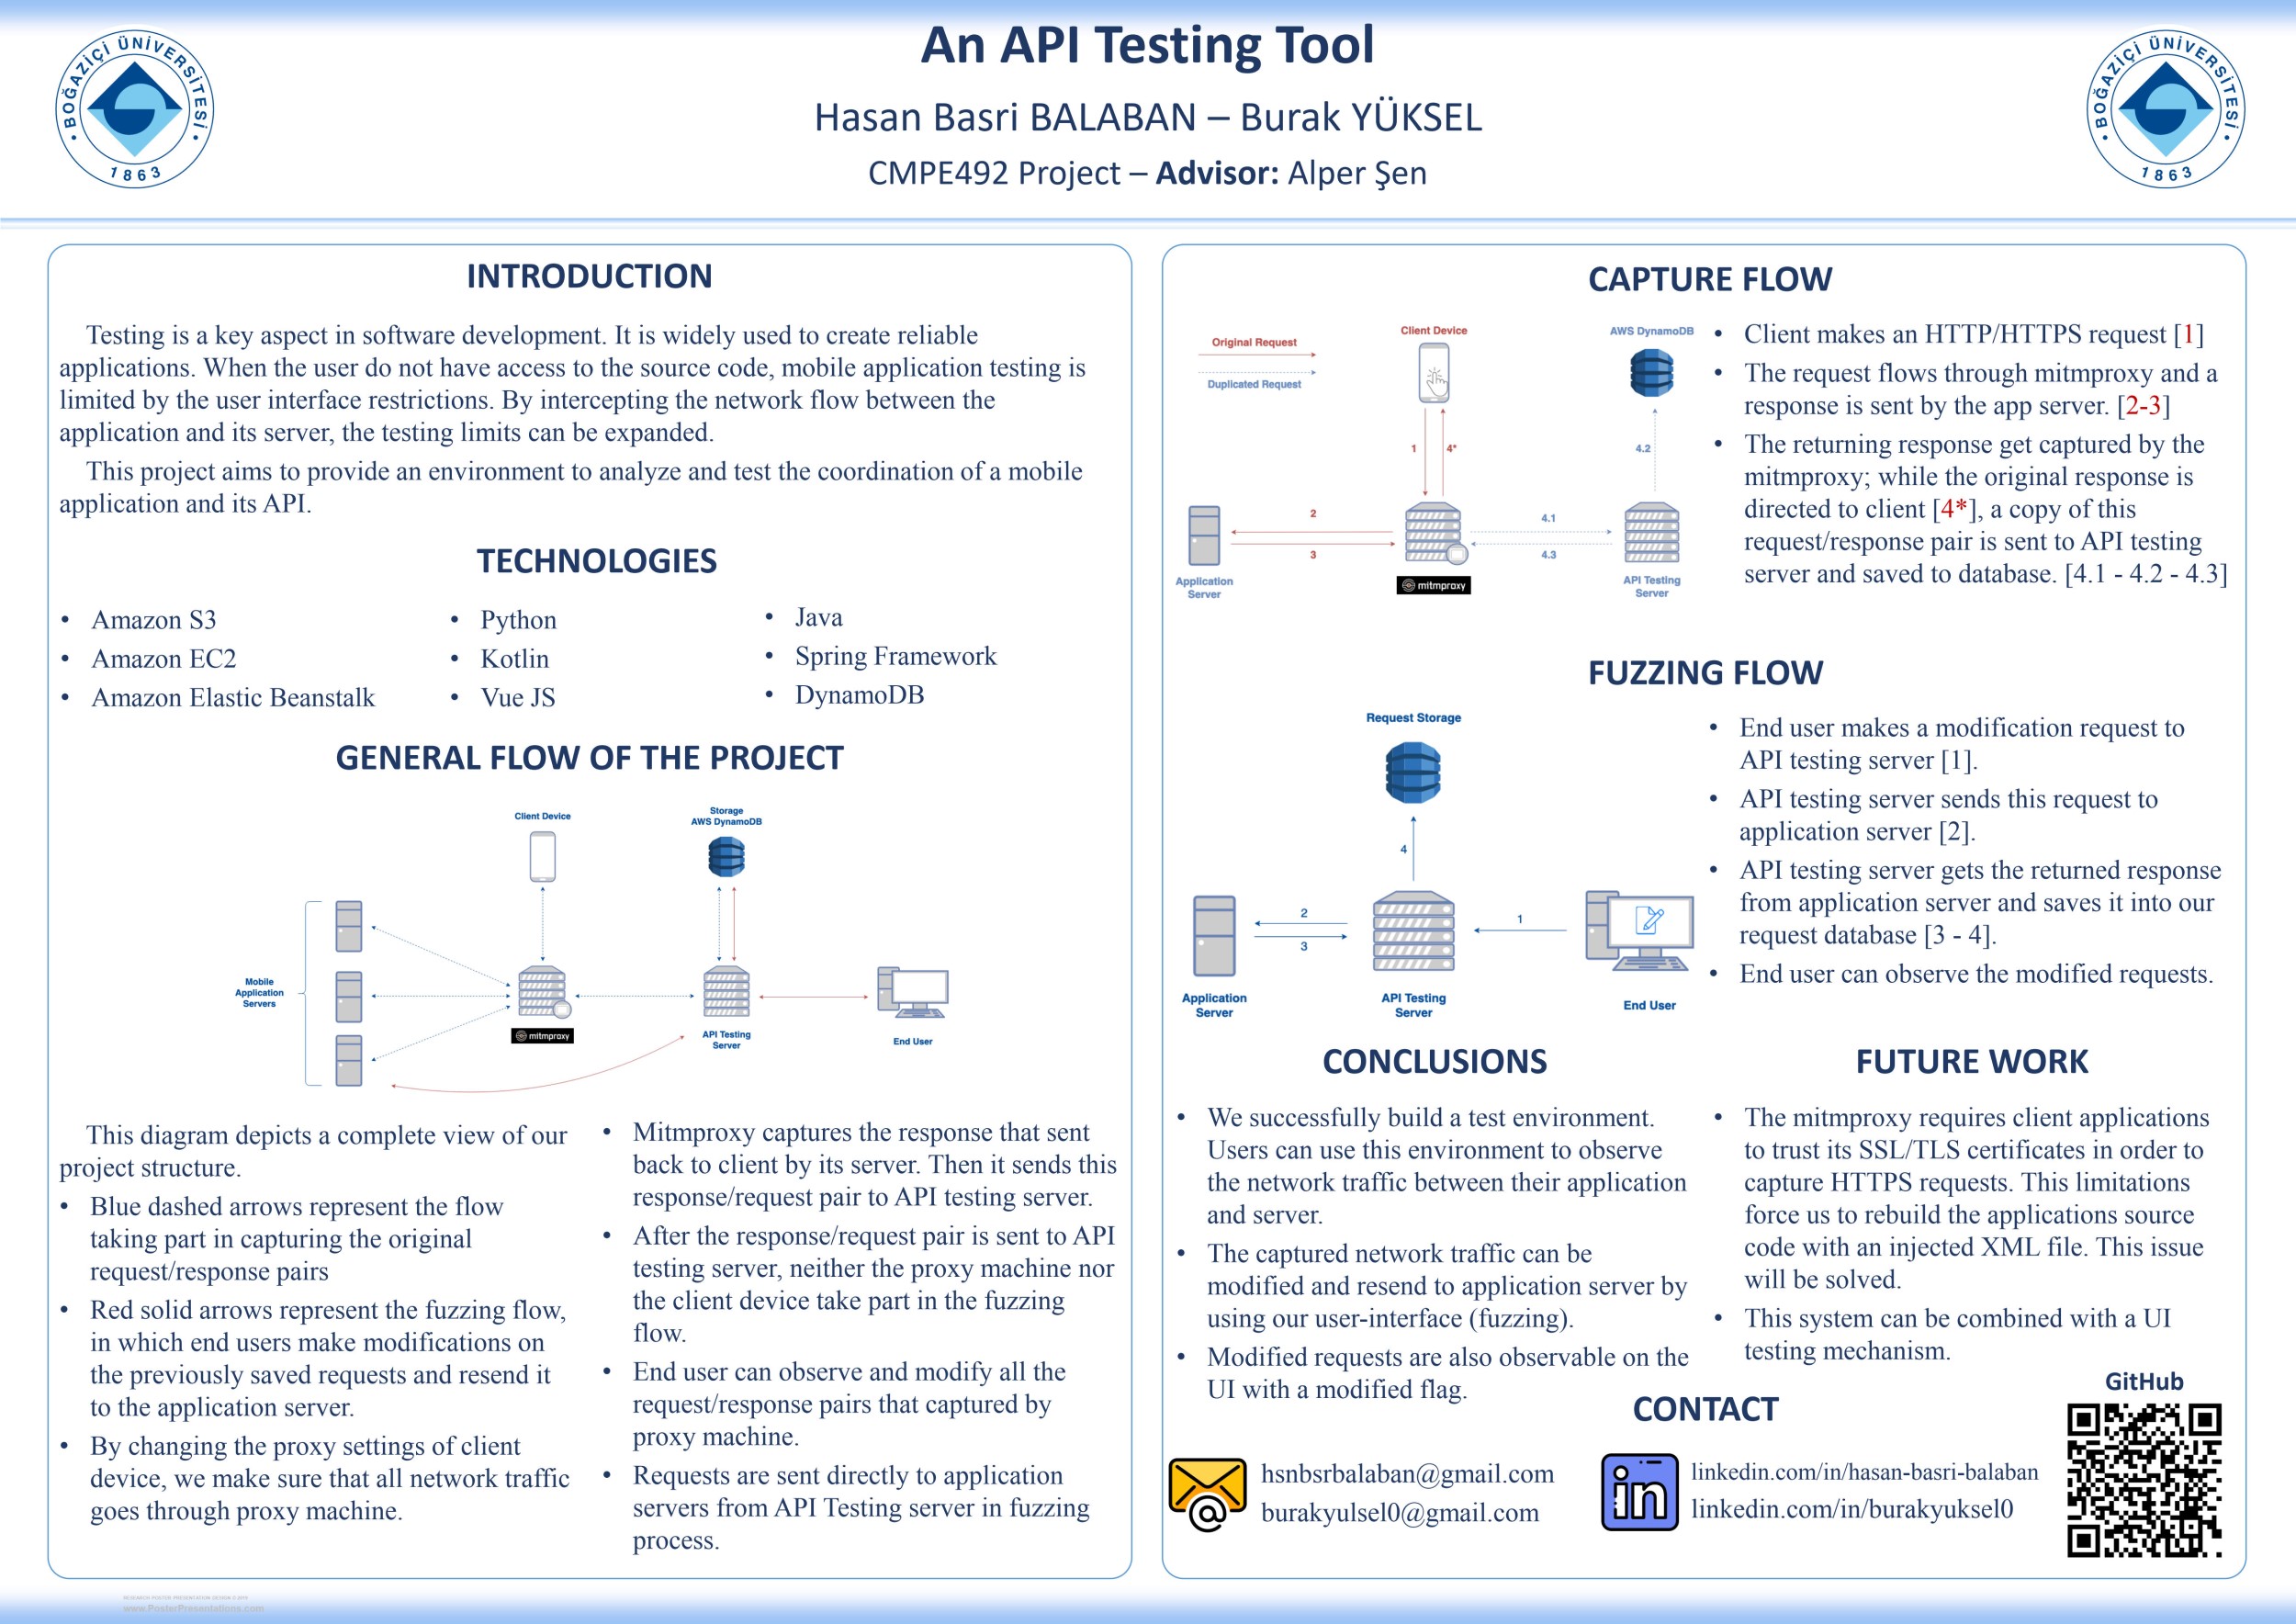 An API Testing Tool
Hasan Basri BALABAN – Burak YÜKSEL
CMPE492 Project – Advisor: Alper Şen
• BOĞAZİÇİ ÜNİVERSİTESİ •
1863
• BOĞAZİÇİ ÜNİVERSİTESİ •
1863
INTRODUCTION
Testing is a key aspect in software development. It is widely used to create reliable
applications. When the user do not have access to the source code, mobile application testing is
limited by the user interface restrictions. By intercepting the network flow between the
application and its server, the testing limits can be expanded.
This project aims to provide an environment to analyze and test the coordination of a mobile
application and its API.
TECHNOLOGIES
• Amazon S3
• Amazon EC2
• Amazon Elastic Beanstalk
• Python
• Kotlin
• Vue JS
• Java
• Spring Framework
• DynamoDB
GENERAL FLOW OF THE PROJECT
Client Device
Storage
AWS DynamoDB
Mobile
Application
Servers
mitmproxy
API Testing
Server
End User
This diagram depicts a complete view of our
project structure.
• Blue dashed arrows represent the flow
taking part in capturing the original
request/response pairs
• Red solid arrows represent the fuzzing flow,
in which end users make modifications on
the previously saved requests and resend it
to the application server.
• By changing the proxy settings of client
device, we make sure that all network traffic
goes through proxy machine.
• Mitmproxy captures the response that sent
back to client by its server. Then it sends this
response/request pair to API testing server.
• After the response/request pair is sent to API
testing server, neither the proxy machine nor
the client device take part in the fuzzing
flow.
• End user can observe and modify all the
request/response pairs that captured by
proxy machine.
• Requests are sent directly to application
servers from API Testing server in fuzzing
process.
CAPTURE FLOW
Original Request
Duplicated Request
Client Device
AWS DynamoDB
1
4*
4.2
2
3
4.1
4.3
Application
Server
mitmproxy
API Testing
Server
• Client makes an HTTP/HTTPS request [1]
• The request flows through mitmproxy and a
response is sent by the app server. [2-3]
• The returning response get captured by the
mitmproxy; while the original response is
directed to client [4*], a copy of this
request/response pair is sent to API testing
server and saved to database. [4.1 - 4.2 - 4.3]
FUZZING FLOW
Request Storage
4
2
3
1
Application
Server
API Testing
Server
End User
• End user makes a modification request to
API testing server [1].
• API testing server sends this request to
application server [2].
• API testing server gets the returned response
from application server and saves it into our
request database [3 - 4].
• End user can observe the modified requests.
CONCLUSIONS
• We successfully build a test environment.
Users can use this environment to observe
the network traffic between their application
and server.
• The captured network traffic can be
modified and resend to application server by
using our user-interface (fuzzing).
• Modified requests are also observable on the
UI with a modified flag.
FUTURE WORK
• The mitmproxy requires client applications
to trust its SSL/TLS certificates in order to
capture HTTPS requests. This limitations
force us to rebuild the applications source
code with an injected XML file. This issue
will be solved.
• This system can be combined with a UI
testing mechanism.
CONTACT
hsnbsrbalaban@gmail.com
burakyulsel0@gmail.com
in
linkedin.com/in/hasan-basri-balaban
linkedin.com/in/burakyuksel0
GitHub
RESEARCH POSTER PRESENTATION DESIGN © 2015
www.PosterPresentations.com